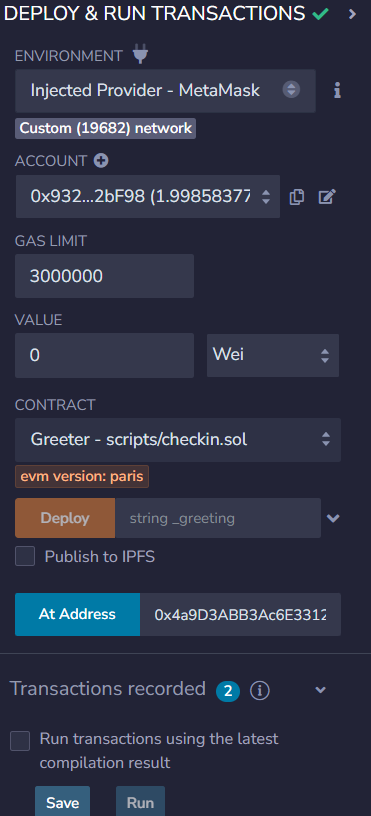 DEPLOY & RUN TRANSACTIONS
ENVIRONMENT
Injected Provider - MetaMask
Custom (19682) network
ACCOUNT
0x932...2bF98 (1.99858377
GAS LIMIT
3000000
VALUE
0 Wei
CONTRACT
Greeter - scripts/checkin.sol
evm version: paris
Deploy string _greeting
Publish to IPFS
At Address 0x4a9D3ABB3Ac6E3312
Transactions recorded 2
Run transactions using the latest
compilation result
Save Run